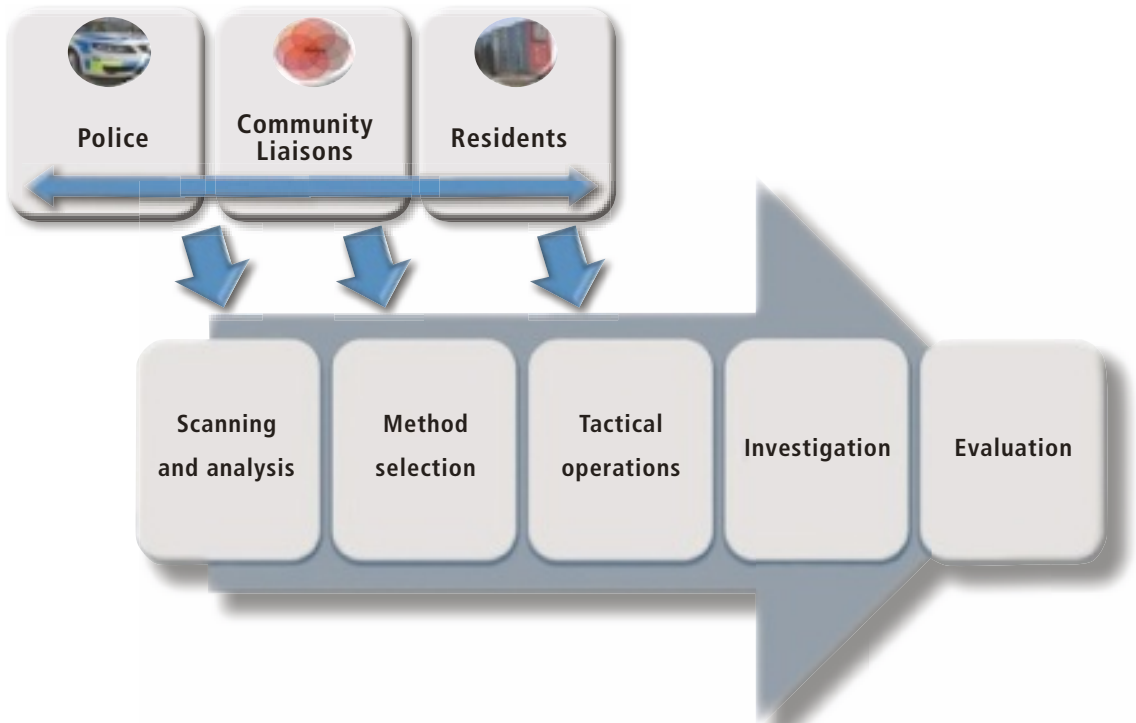 Police
Community
Liaisons
Residents
Scanning
and analysis
Method
selection
Tactical
operations
Investigation
Evaluation